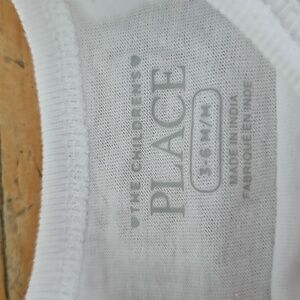 ♥THE CHILDRENS♥
PLACE
3-6 M/M
MADE IN INDIA
FABRIQUÉ EN INDE